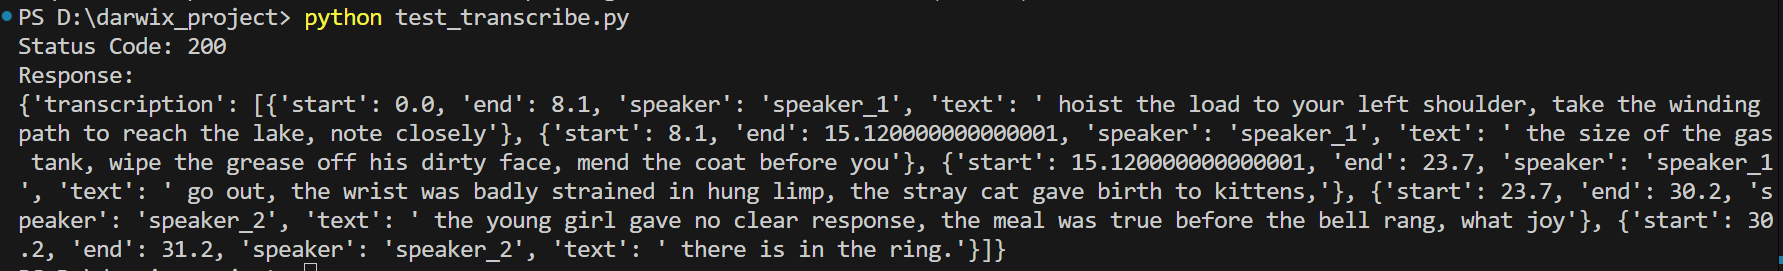 PS D:\darwix_project> python test_transcribe.py
Status Code: 200
Response:
{'transcription': [{'start': 0.0, 'end': 8.1, 'speaker': 'speaker_1', 'text': ' hoist the load to your left shoulder, take the winding
path to reach the lake, note closely'}, {'start': 8.1, 'end': 15.120000000000001, 'speaker': 'speaker_1', 'text': ' the size of the gas
 tank, wipe the grease off his dirty face, mend the coat before you'}, {'start': 15.120000000000001, 'end': 23.7, 'speaker': 'speaker_1
', 'text': ' go out, the wrist was badly strained in hung limp, the stray cat gave birth to kittens,'}, {'start': 23.7, 'end': 30.2, 's
peaker': 'speaker_2', 'text': ' the young girl gave no clear response, the meal was true before the bell rang, what joy'}, {'start': 30
.2, 'end': 31.2, 'speaker': 'speaker_2', 'text': ' there is in the ring.'}]}